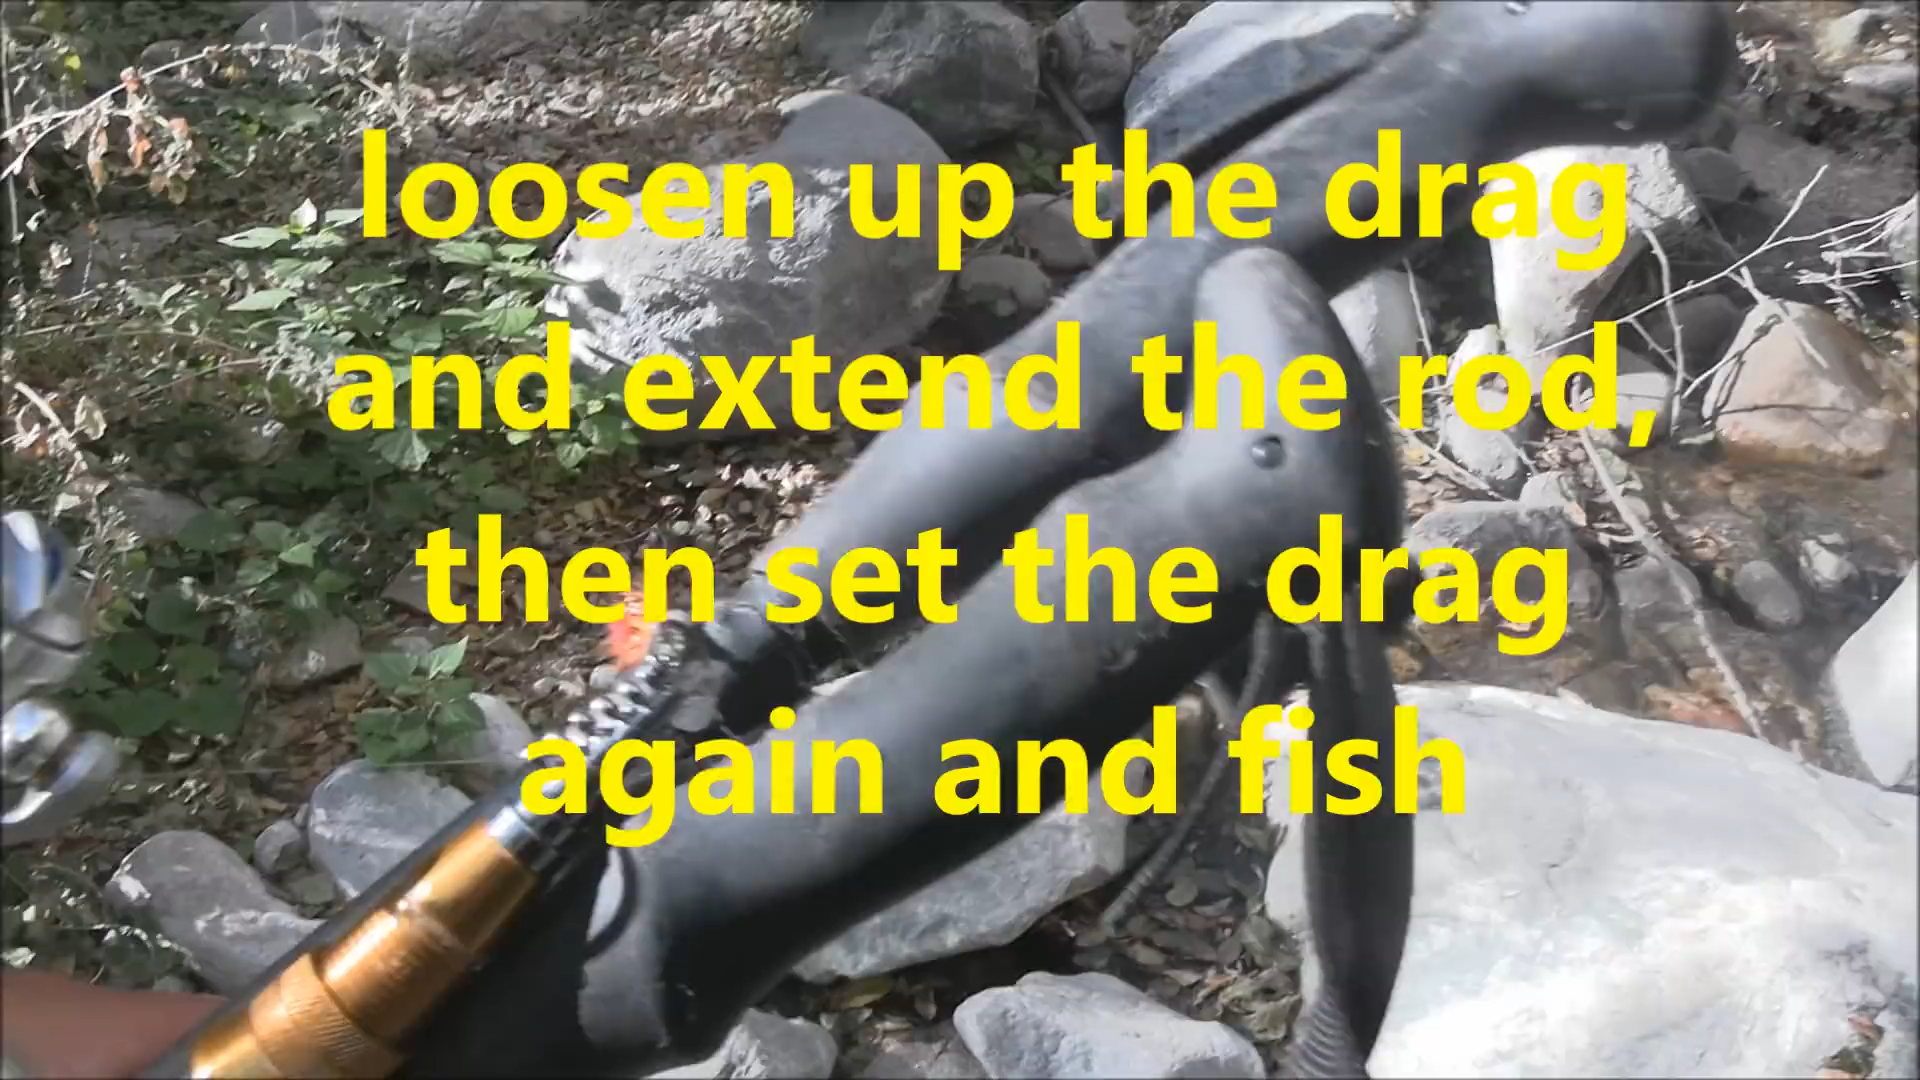 loosen up the drag
and extend the rod,
then set the drag
again and fish